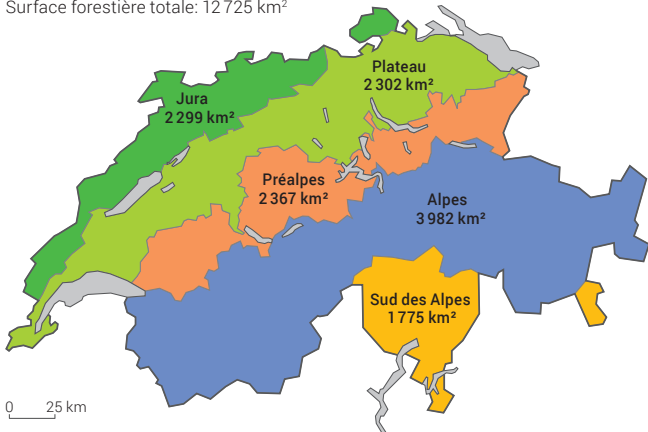 Surface forestière totale: 12 725 km²
Plateau
2 302 km²
Jura
2 299 km²
Préalpes
2 367 km²
Alpes
3 982 km²
Sud des Alpes
1 775 km²
0 25 km